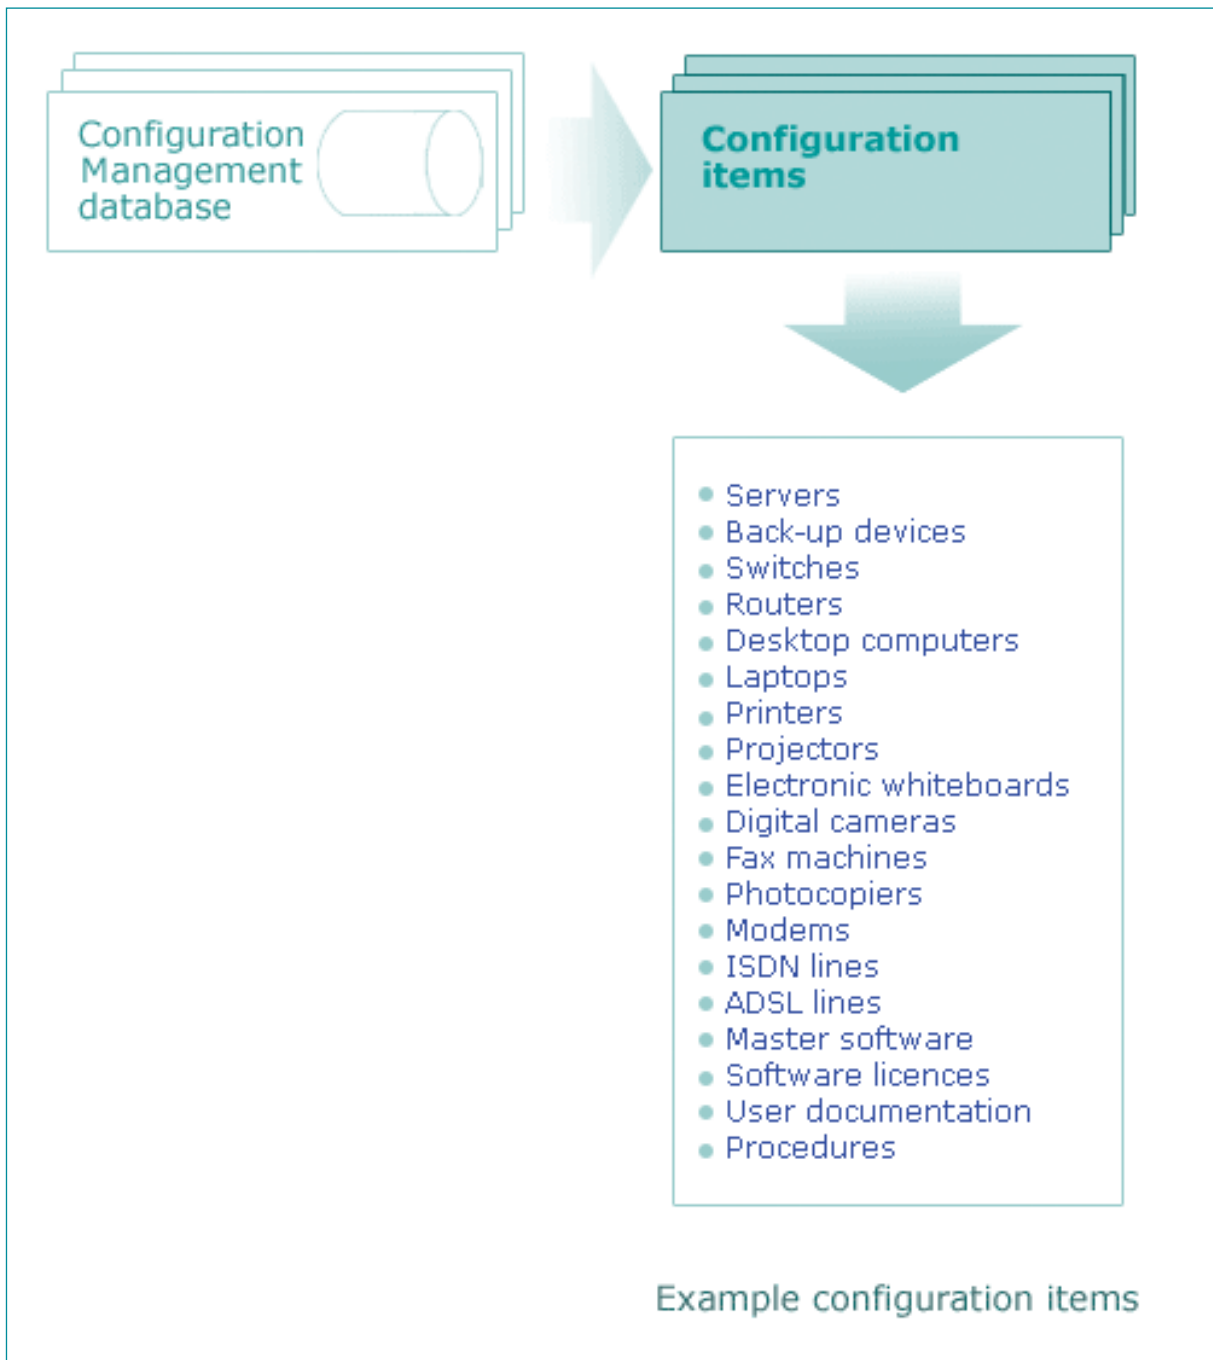 Configuration
Management
database
Configuration
items
Servers
Back-up devices
Switches
Routers
Desktop computers
Laptops
Printers
Projectors
Electronic whiteboards
Digital cameras
Fax machines
Photocopiers
Modems
ISDN lines
ADSL lines
Master software
Software licences
User documentation
Procedures
Example configuration items